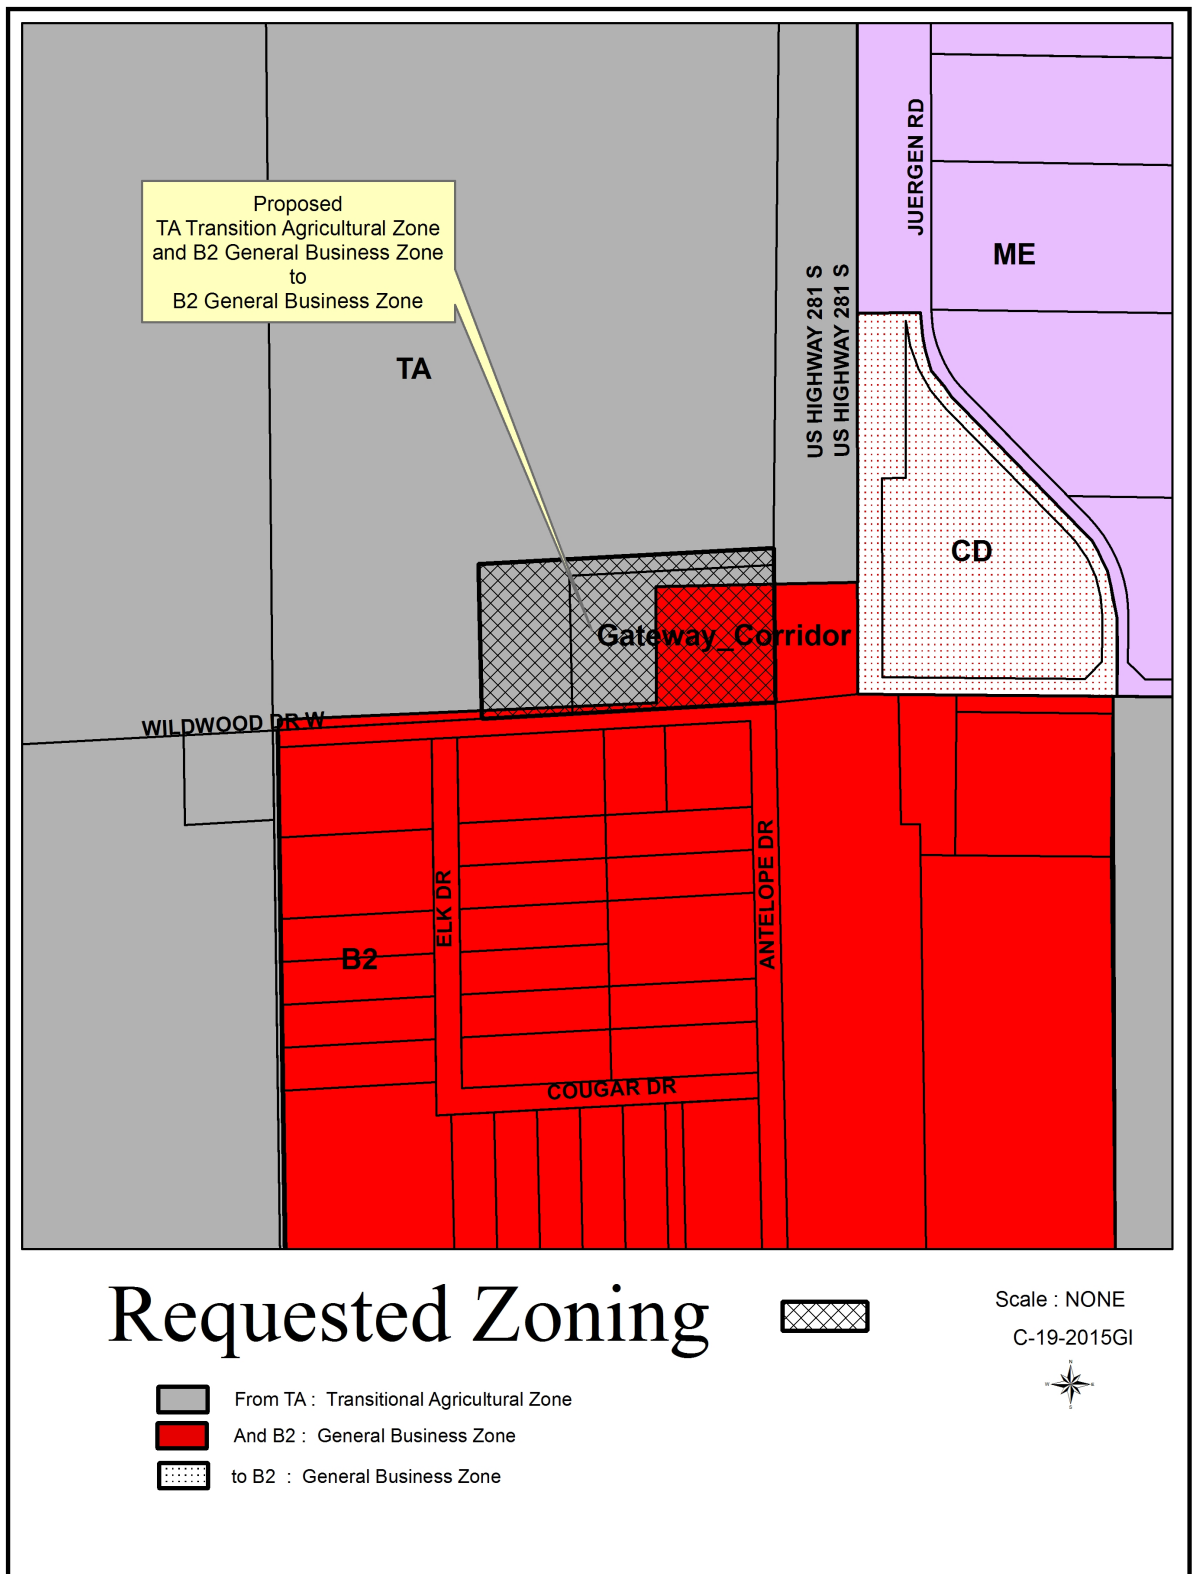 JUERGEN RD
ME
Proposed
TA Transition Agricultural Zone
and B2 General Business Zone
to
B2 General Business Zone
US HIGHWAY 281 S
US HIGHWAY 281 S
TA
CD
Gateway_Corridor
WILDWOOD DR W
ELK DR
ANTELOPE DR
B2
COUGAR DR
Requested Zoning
Scale : NONE
C-19-2015GI
N
W E
S
From TA : Transitional Agricultural Zone
And B2 : General Business Zone
to B2 : General Business Zone